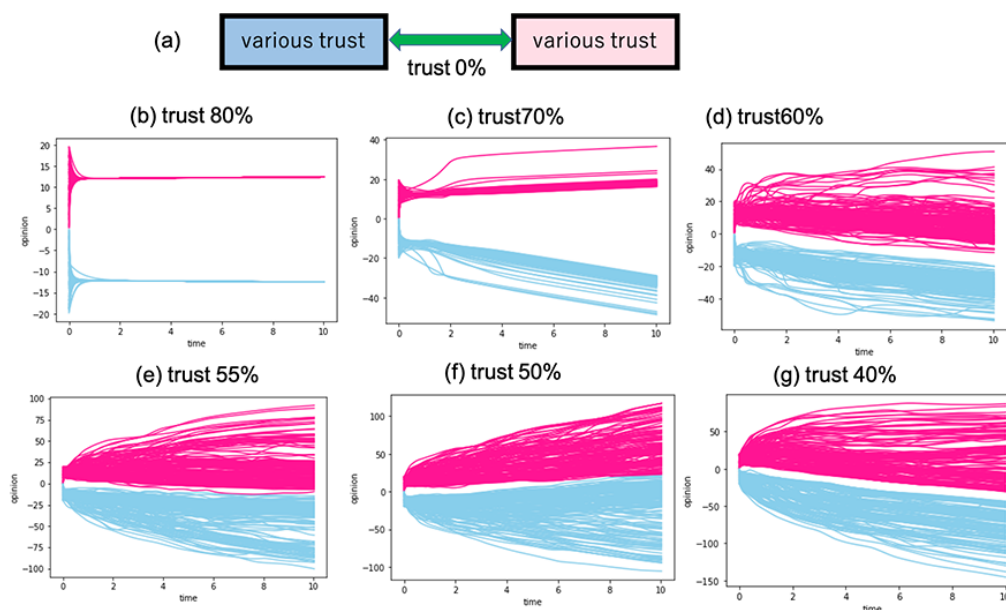 (a)
various trust
various trust
trust 0%
(b) trust 80%
(c) trust70%
(d) trust60%
20
15
10
5
0
−5
−10
−15
−20
opinion
0 2 4 6 8 10
time
40
20
0
−20
−40
opinion
0 2 4 6 8 10
time
40
20
0
−20
−40
opinion
0 2 4 6 8 10
time
(e) trust 55%
(f) trust 50%
(g) trust 40%
100
75
50
25
0
−25
−50
−75
−100
opinion
0 2 4 6 8 10
time
100
50
0
−50
−100
opinion
0 2 4 6 8 10
time
50
0
−50
−100
−150
opinion
0 2 4 6 8 10
time